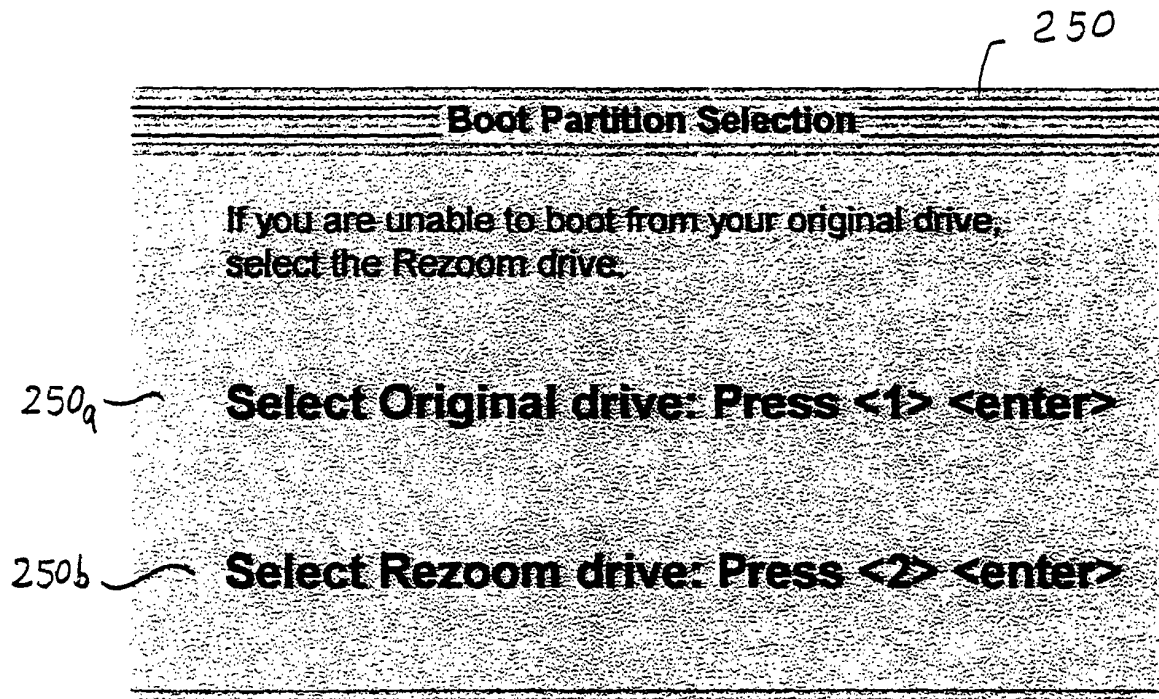 250
Boot Partition Selection
If you are unable to boot from your original drive,
select the Rezoom drive.
250a
Select Original drive: Press <1> <enter>
250b
Select Rezoom drive: Press <2> <enter>